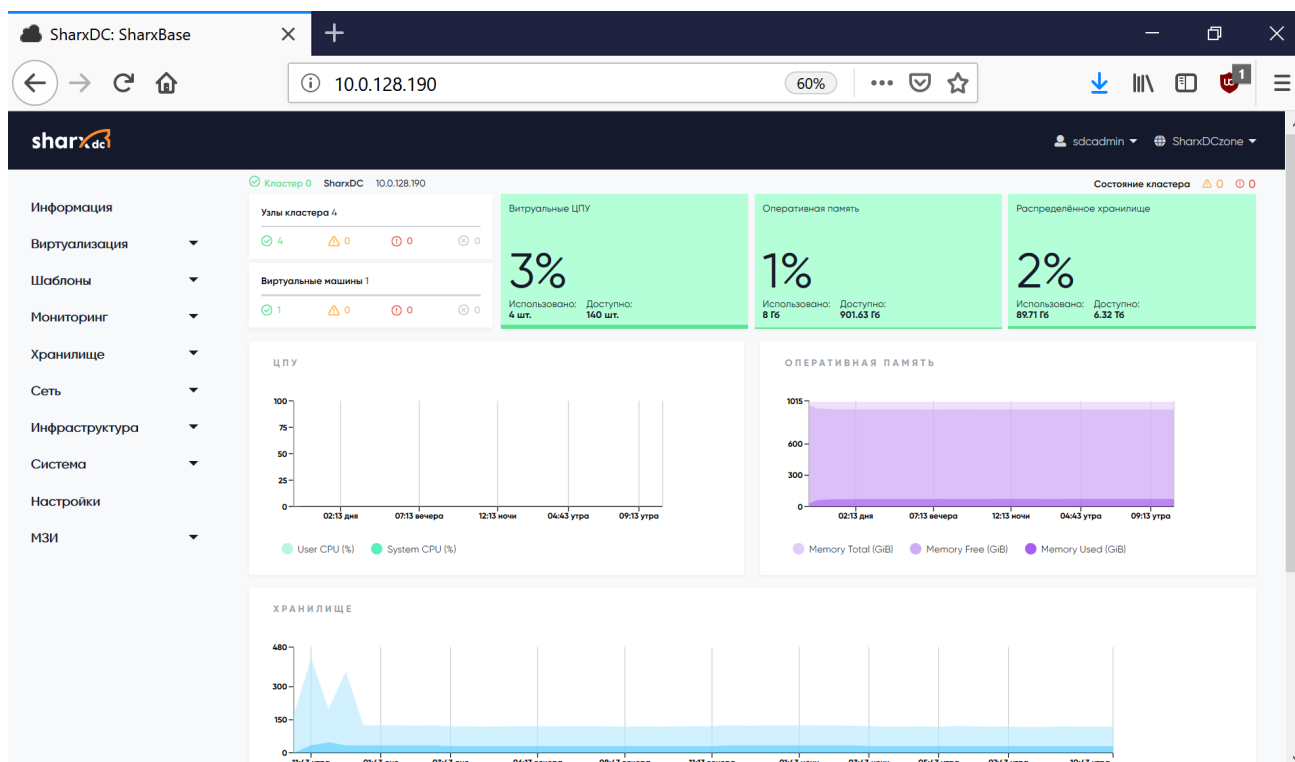 SharxDC: SharxBase
10.0.128.190
60%
1
sharx dc
sdcadmin
SharxDCzone
Информация
Виртуализация
Шаблоны
Мониторинг
Хранилище
Сеть
Инфраструктура
Система
Настройки
МЗИ
Кластер 0 SharxDC 10.0.128.190
Состояние кластера 0 0
Узлы кластера 4
4 0 0 0
Виртуальные машины 1
1 0 0 0
Витруальные ЦПУ
3%
Использовано: Доступно:
4 шт. 140 шт.
Оперативная память
1%
Использовано: Доступно:
8 Гб 901.63 Гб
Распределённое хранилище
2%
Использовано: Доступно:
89.71 Гб 6.32 Тб
ЦПУ
100
75
50
25
0
02:13 дня 07:13 вечера 12:13 ночи 04:43 утра 09:13 утра
User CPU (%) System CPU (%)
ОПЕРАТИВНАЯ ПАМЯТЬ
1015
600
300
0
02:13 дня 07:13 вечера 12:13 ночи 04:43 утра 09:13 утра
Memory Total (GiB) Memory Free (GiB) Memory Used (GiB)
ХРАНИЛИЩЕ
480
300
150
0